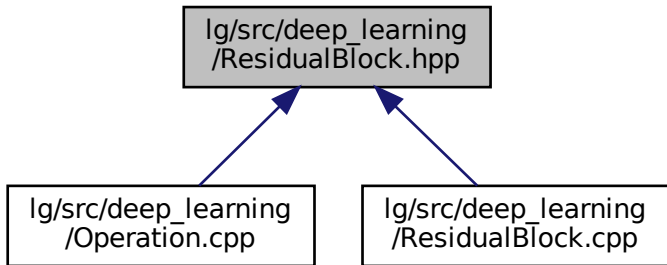 lg/src/deep_learning
/ResidualBlock.hpp
lg/src/deep_learning
/Operation.cpp
lg/src/deep_learning
/ResidualBlock.cpp